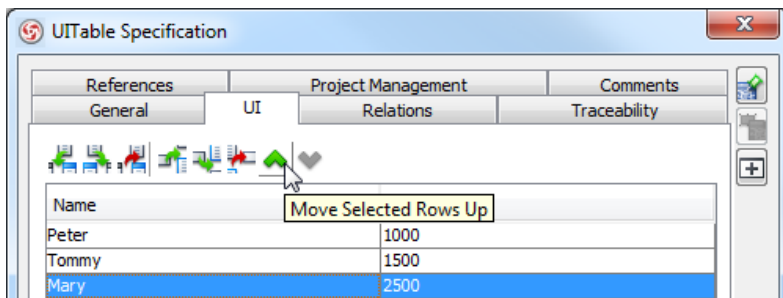 UITable Specification
References Project Management Comments
General UI Relations Traceability
Move Selected Rows Up
Name
Peter 1000
Tommy 1500
Mary 2500